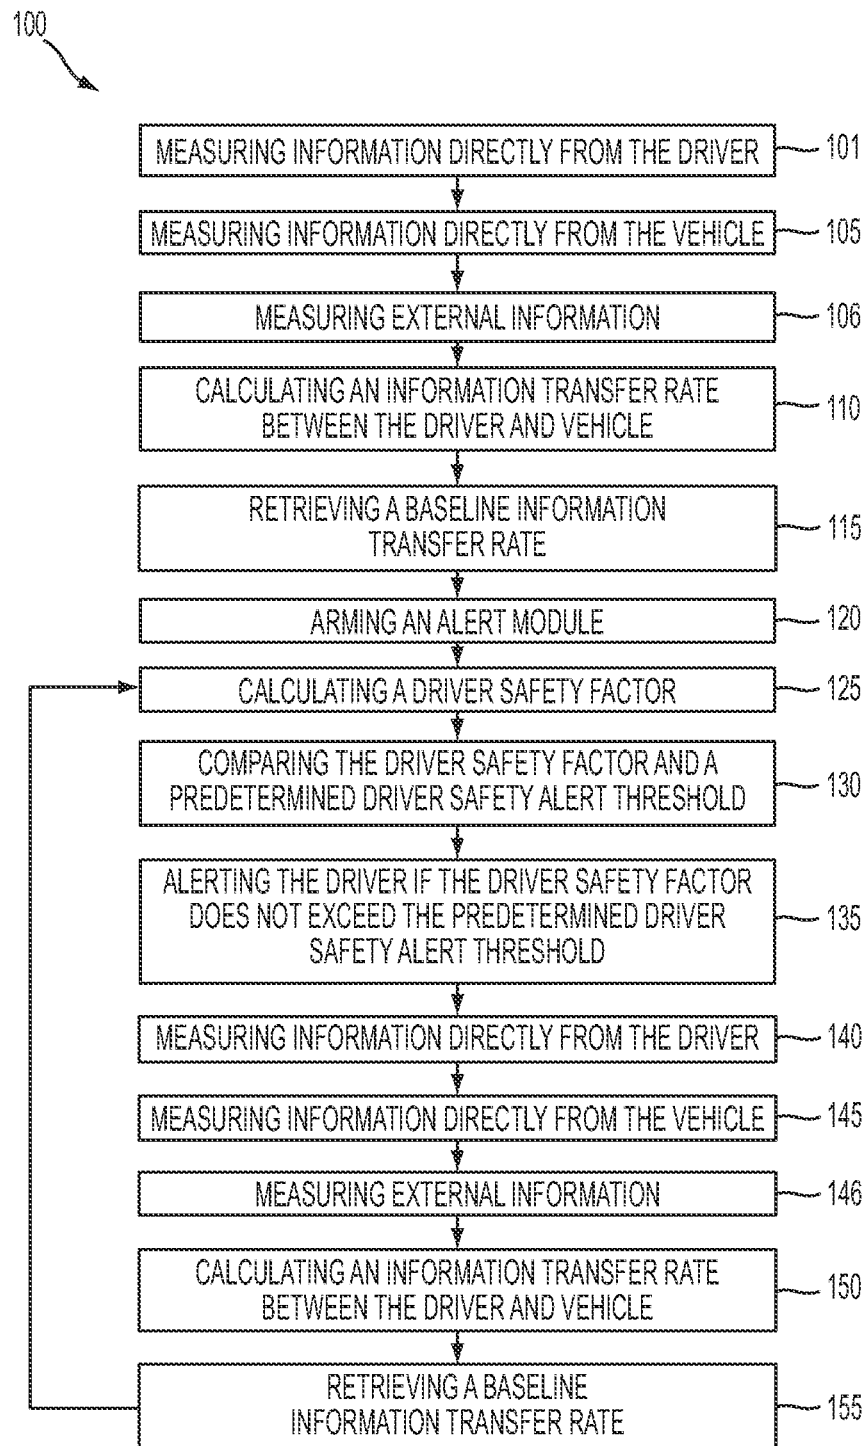 100
MEASURING INFORMATION DIRECTLY FROM THE DRIVER
101
MEASURING INFORMATION DIRECTLY FROM THE VEHICLE
105
MEASURING EXTERNAL INFORMATION
106
CALCULATING AN INFORMATION TRANSFER RATE
BETWEEN THE DRIVER AND VEHICLE
110
RETRIEVING A BASELINE INFORMATION
TRANSFER RATE
115
ARMING AN ALERT MODULE
120
CALCULATING A DRIVER SAFETY FACTOR
125
COMPARING THE DRIVER SAFETY FACTOR AND A
PREDETERMINED DRIVER SAFETY ALERT THRESHOLD
130
ALERTING THE DRIVER IF THE DRIVER SAFETY FACTOR
DOES NOT EXCEED THE PREDETERMINED DRIVER
SAFETY ALERT THRESHOLD
135
MEASURING INFORMATION DIRECTLY FROM THE DRIVER
140
MEASURING INFORMATION DIRECTLY FROM THE VEHICLE
145
MEASURING EXTERNAL INFORMATION
146
CALCULATING AN INFORMATION TRANSFER RATE
BETWEEN THE DRIVER AND VEHICLE
150
RETRIEVING A BASELINE
INFORMATION TRANSFER RATE
155